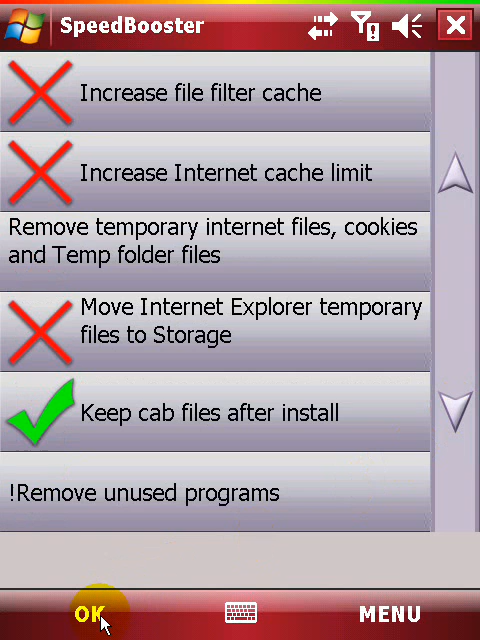 SpeedBooster
Increase file filter cache
Increase Internet cache limit
Remove temporary internet files, cookies
and Temp folder files
Move Internet Explorer temporary
files to Storage
Keep cab files after install
!Remove unused programs
OK
MENU